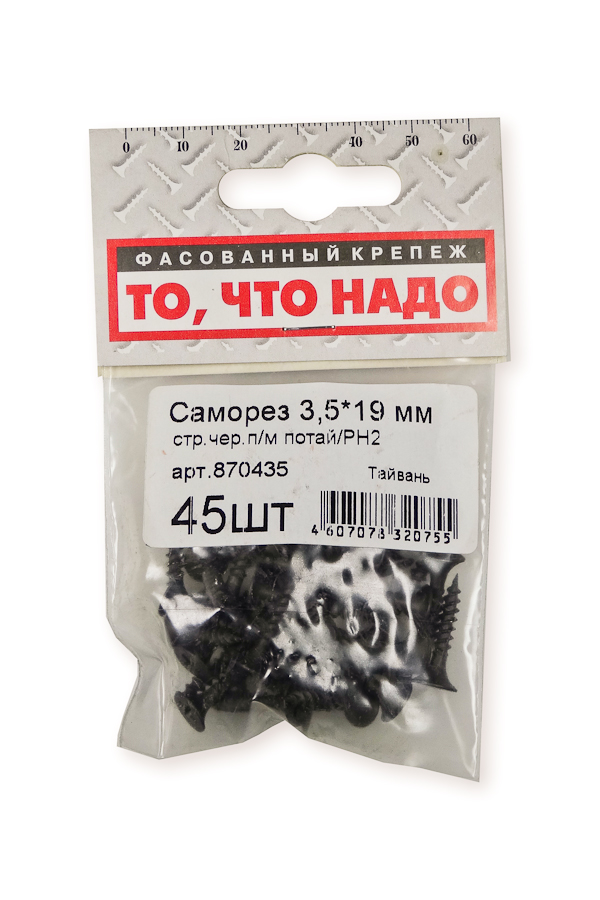 0 10 20 40 50 60
ФАСОВАННЫЙ КРЕПЕЖ
ТО, ЧТО НАДО
Саморез 3,5*19 мм
стр.чер.п/м потай/PH2
арт.870435 Тайвань
45шт
4 607078 320755